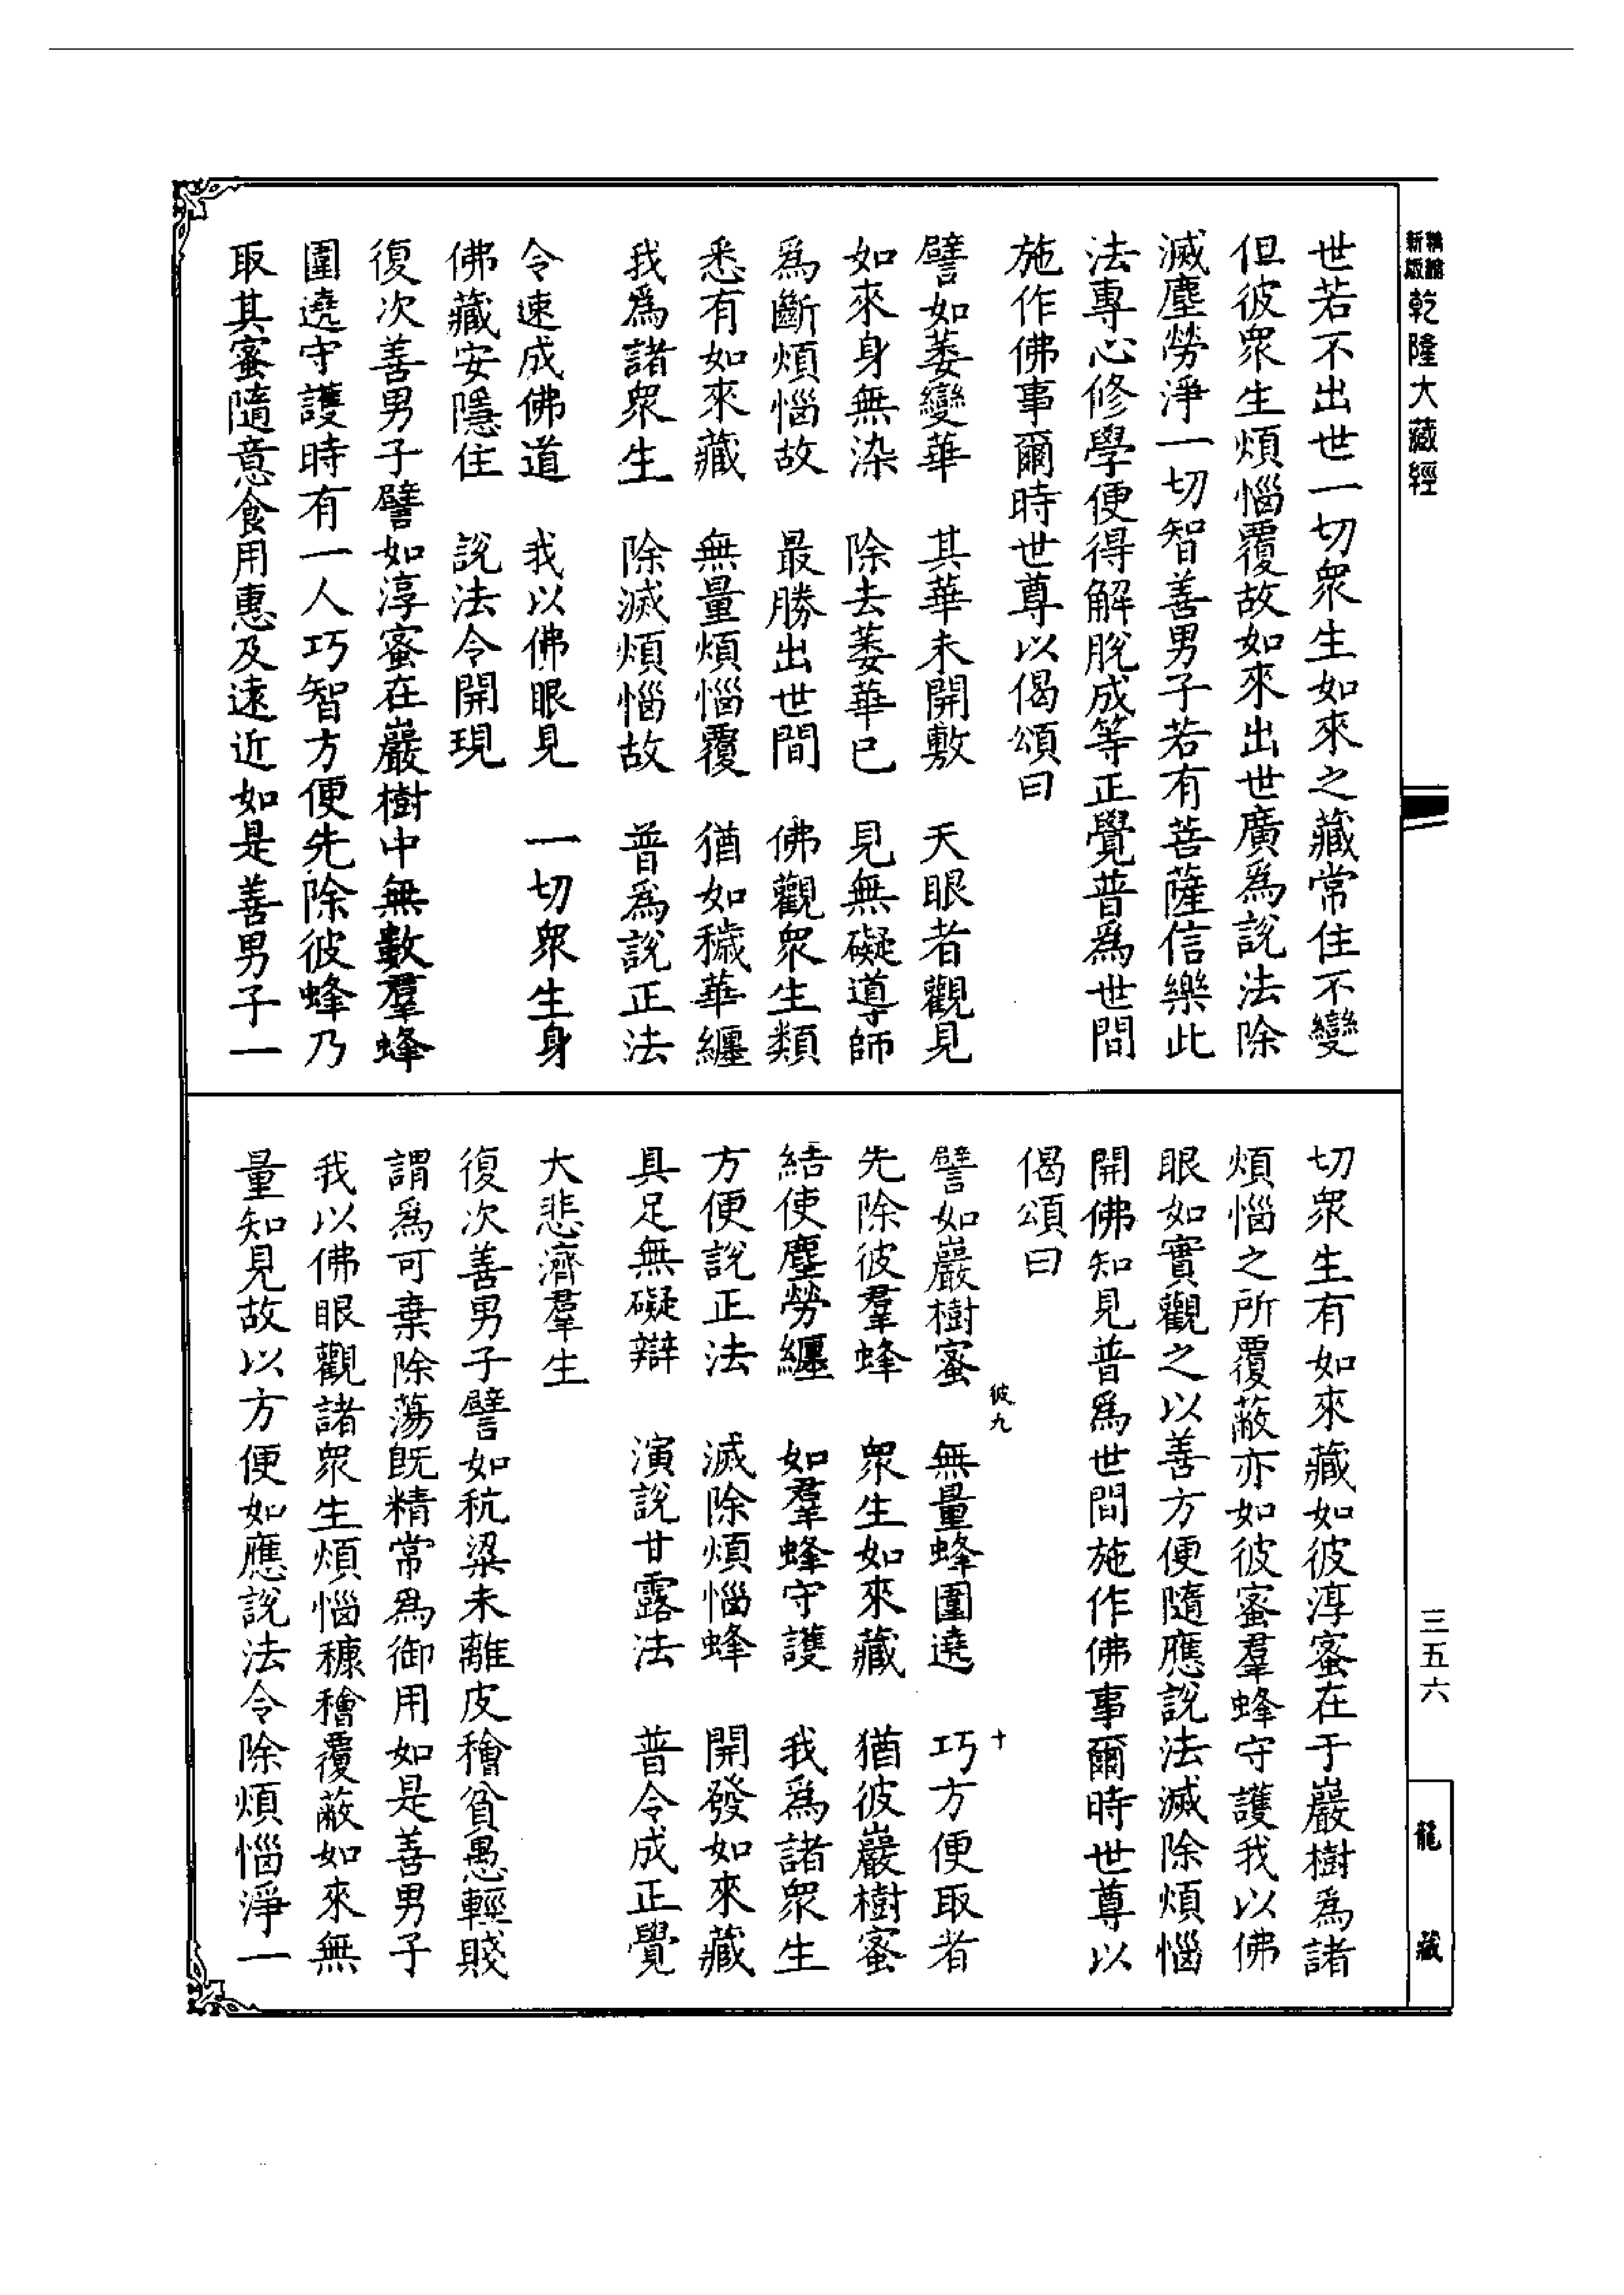 新版
乾隆大藏經
世若不出世一切衆生如來之藏常住不變
但彼衆生煩惱覆故如來出世廣爲說法除
滅塵勞淨一切智善男子若有菩薩信樂此
法專心修學便得解脫成等正覺普爲世間
施作佛事爾時世尊以偈頌曰
譬如萎變華　其華未開敷　天眼者觀見
如來身無染　除去萎華已　見無礙導師
爲斷煩惱故　最勝出世間　佛觀衆生類
悉有如來藏　無量煩惱覆　猶如穢華纏
我爲諸衆生　除滅煩惱故　普爲說正法
令速成佛道　我以佛眼見　一切衆生身
佛藏安隱住　說法令開現
復次善男子譬如淳蜜在巖樹中無數羣蜂
圍遶守護時有一人巧智方便先除彼蜂乃
取其蜜隨意食用惠及遠近如是善男子一
切衆生有如來藏如彼淳蜜在于巖樹爲諸
煩惱之所覆蔽亦如彼蜜羣蜂守護我以佛
眼如實觀之以善方便隨應說法滅除煩惱
開佛知見普爲世間施作佛事爾時世尊以
偈頌曰
彼九
十
譬如巖樹蜜　無量蜂圍遶　巧方便取者
先除彼羣蜂　衆生如來藏　猶彼巖樹蜜
結使塵勞纏　如羣蜂守護　我爲諸衆生
方便說正法　滅除煩惱蜂　開發如來藏
具足無礙辯　演說甘露法　普令成正覺
大悲濟羣生
復次善男子譬如秔粱未離皮穭貧愚輕賤
謂爲可棄除蕩既精常爲御用如是善男子
我以佛眼觀諸衆生煩惱糠穭覆蔽如來無
量知見故以方便如應說法令除煩惱淨一
三五六
龍藏